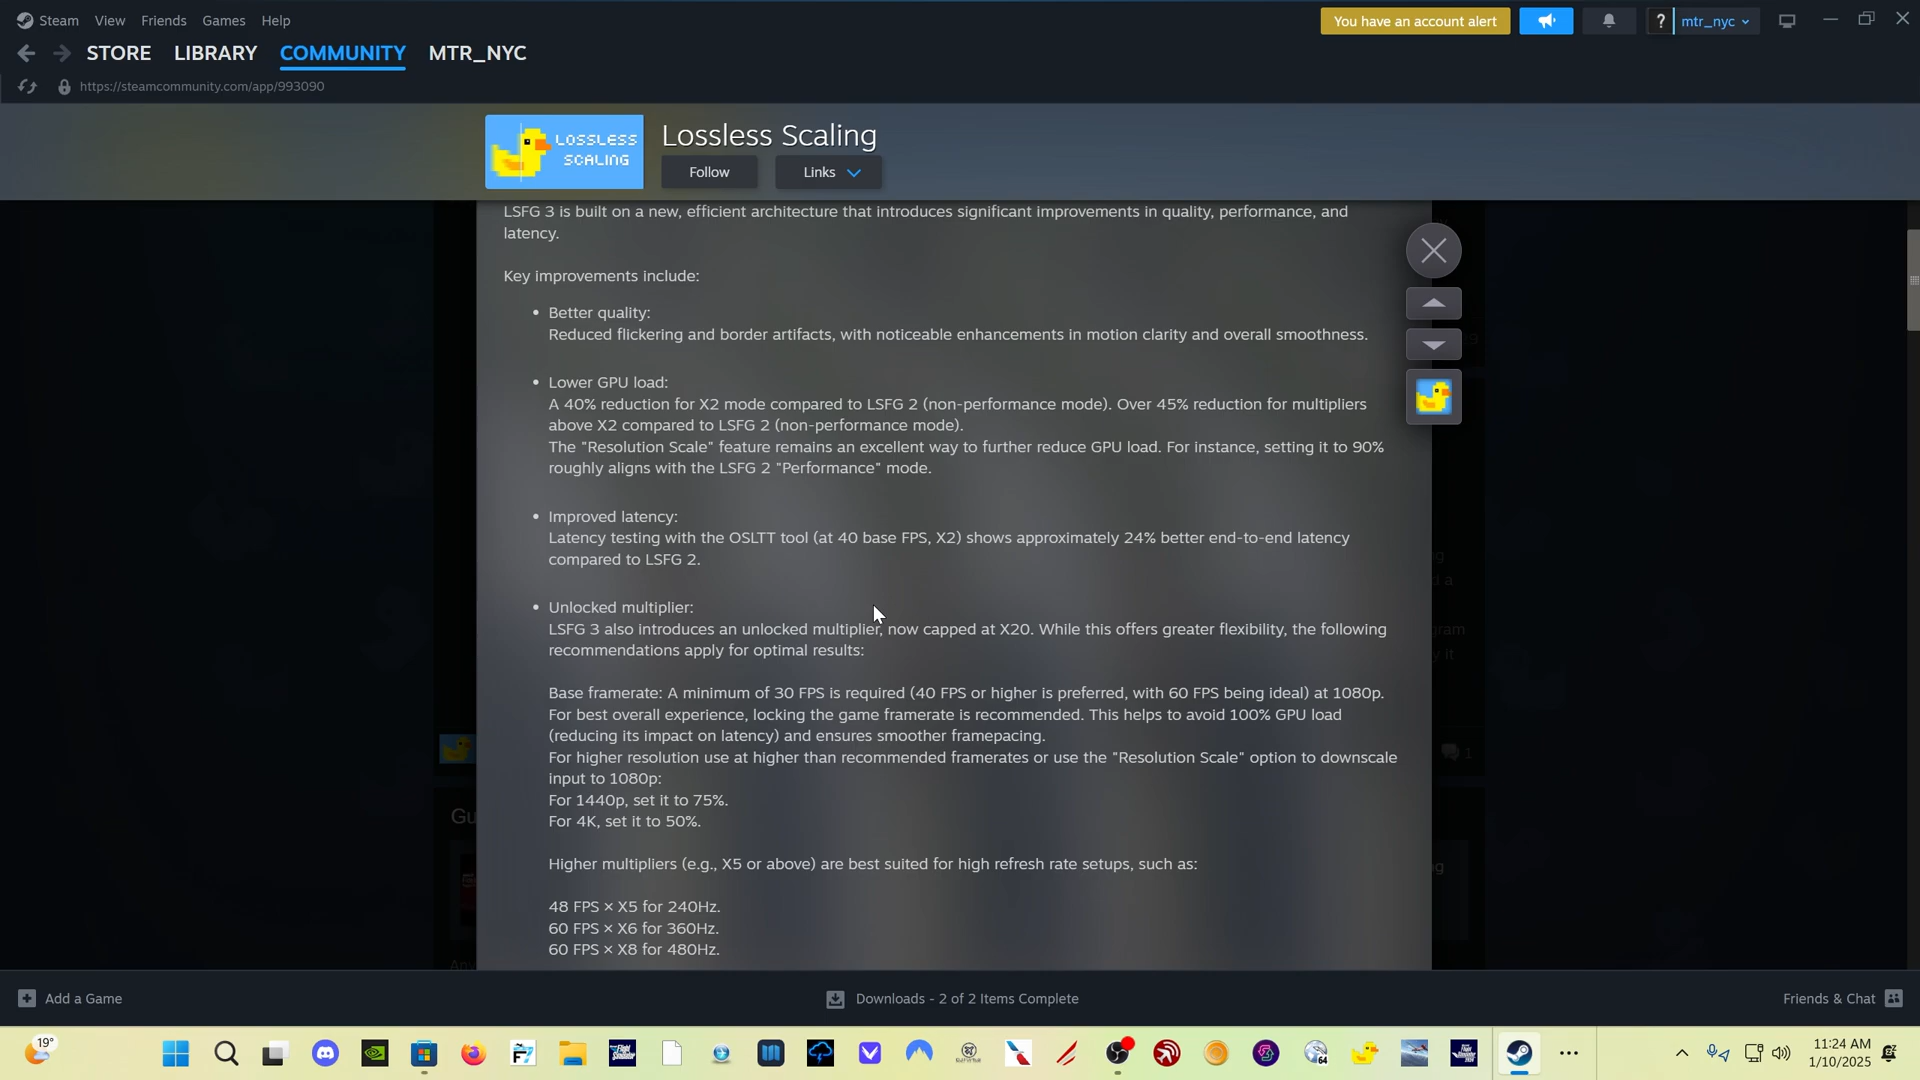 Steam View Friends Games Help
You have an account alert
? mtr_nyc
STORE LIBRARY COMMUNITY MTR_NYC
https://steamcommunity.com/app/993090
LOSSLESS
SCALING
Lossless Scaling
Follow Links
LSFG 3 is built on a new, efficient architecture that introduces significant improvements in quality, performance, and
latency.
Key improvements include:
• Better quality:
Reduced flickering and border artifacts, with noticeable enhancements in motion clarity and overall smoothness.
• Lower GPU load:
A 40% reduction for X2 mode compared to LSFG 2 (non-performance mode). Over 45% reduction for multipliers
above X2 compared to LSFG 2 (non-performance mode).
The "Resolution Scale" feature remains an excellent way to further reduce GPU load. For instance, setting it to 90%
roughly aligns with the LSFG 2 "Performance" mode.
• Improved latency:
Latency testing with the OSLTT tool (at 40 base FPS, X2) shows approximately 24% better end-to-end latency
compared to LSFG 2.
• Unlocked multiplier:
LSFG 3 also introduces an unlocked multiplier, now capped at X20. While this offers greater flexibility, the following
recommendations apply for optimal results:
Base framerate: A minimum of 30 FPS is required (40 FPS or higher is preferred, with 60 FPS being ideal) at 1080p.
For best overall experience, locking the game framerate is recommended. This helps to avoid 100% GPU load
(reducing its impact on latency) and ensures smoother framepacing.
For higher resolution use at higher than recommended framerates or use the "Resolution Scale" option to downscale
input to 1080p:
For 1440p, set it to 75%.
For 4K, set it to 50%.
Higher multipliers (e.g., X5 or above) are best suited for high refresh rate setups, such as:
48 FPS × X5 for 240Hz.
60 FPS × X6 for 360Hz.
60 FPS × X8 for 480Hz.
Add a Game
Downloads - 2 of 2 Items Complete
Friends & Chat
19°
11:24 AM
1/10/2025